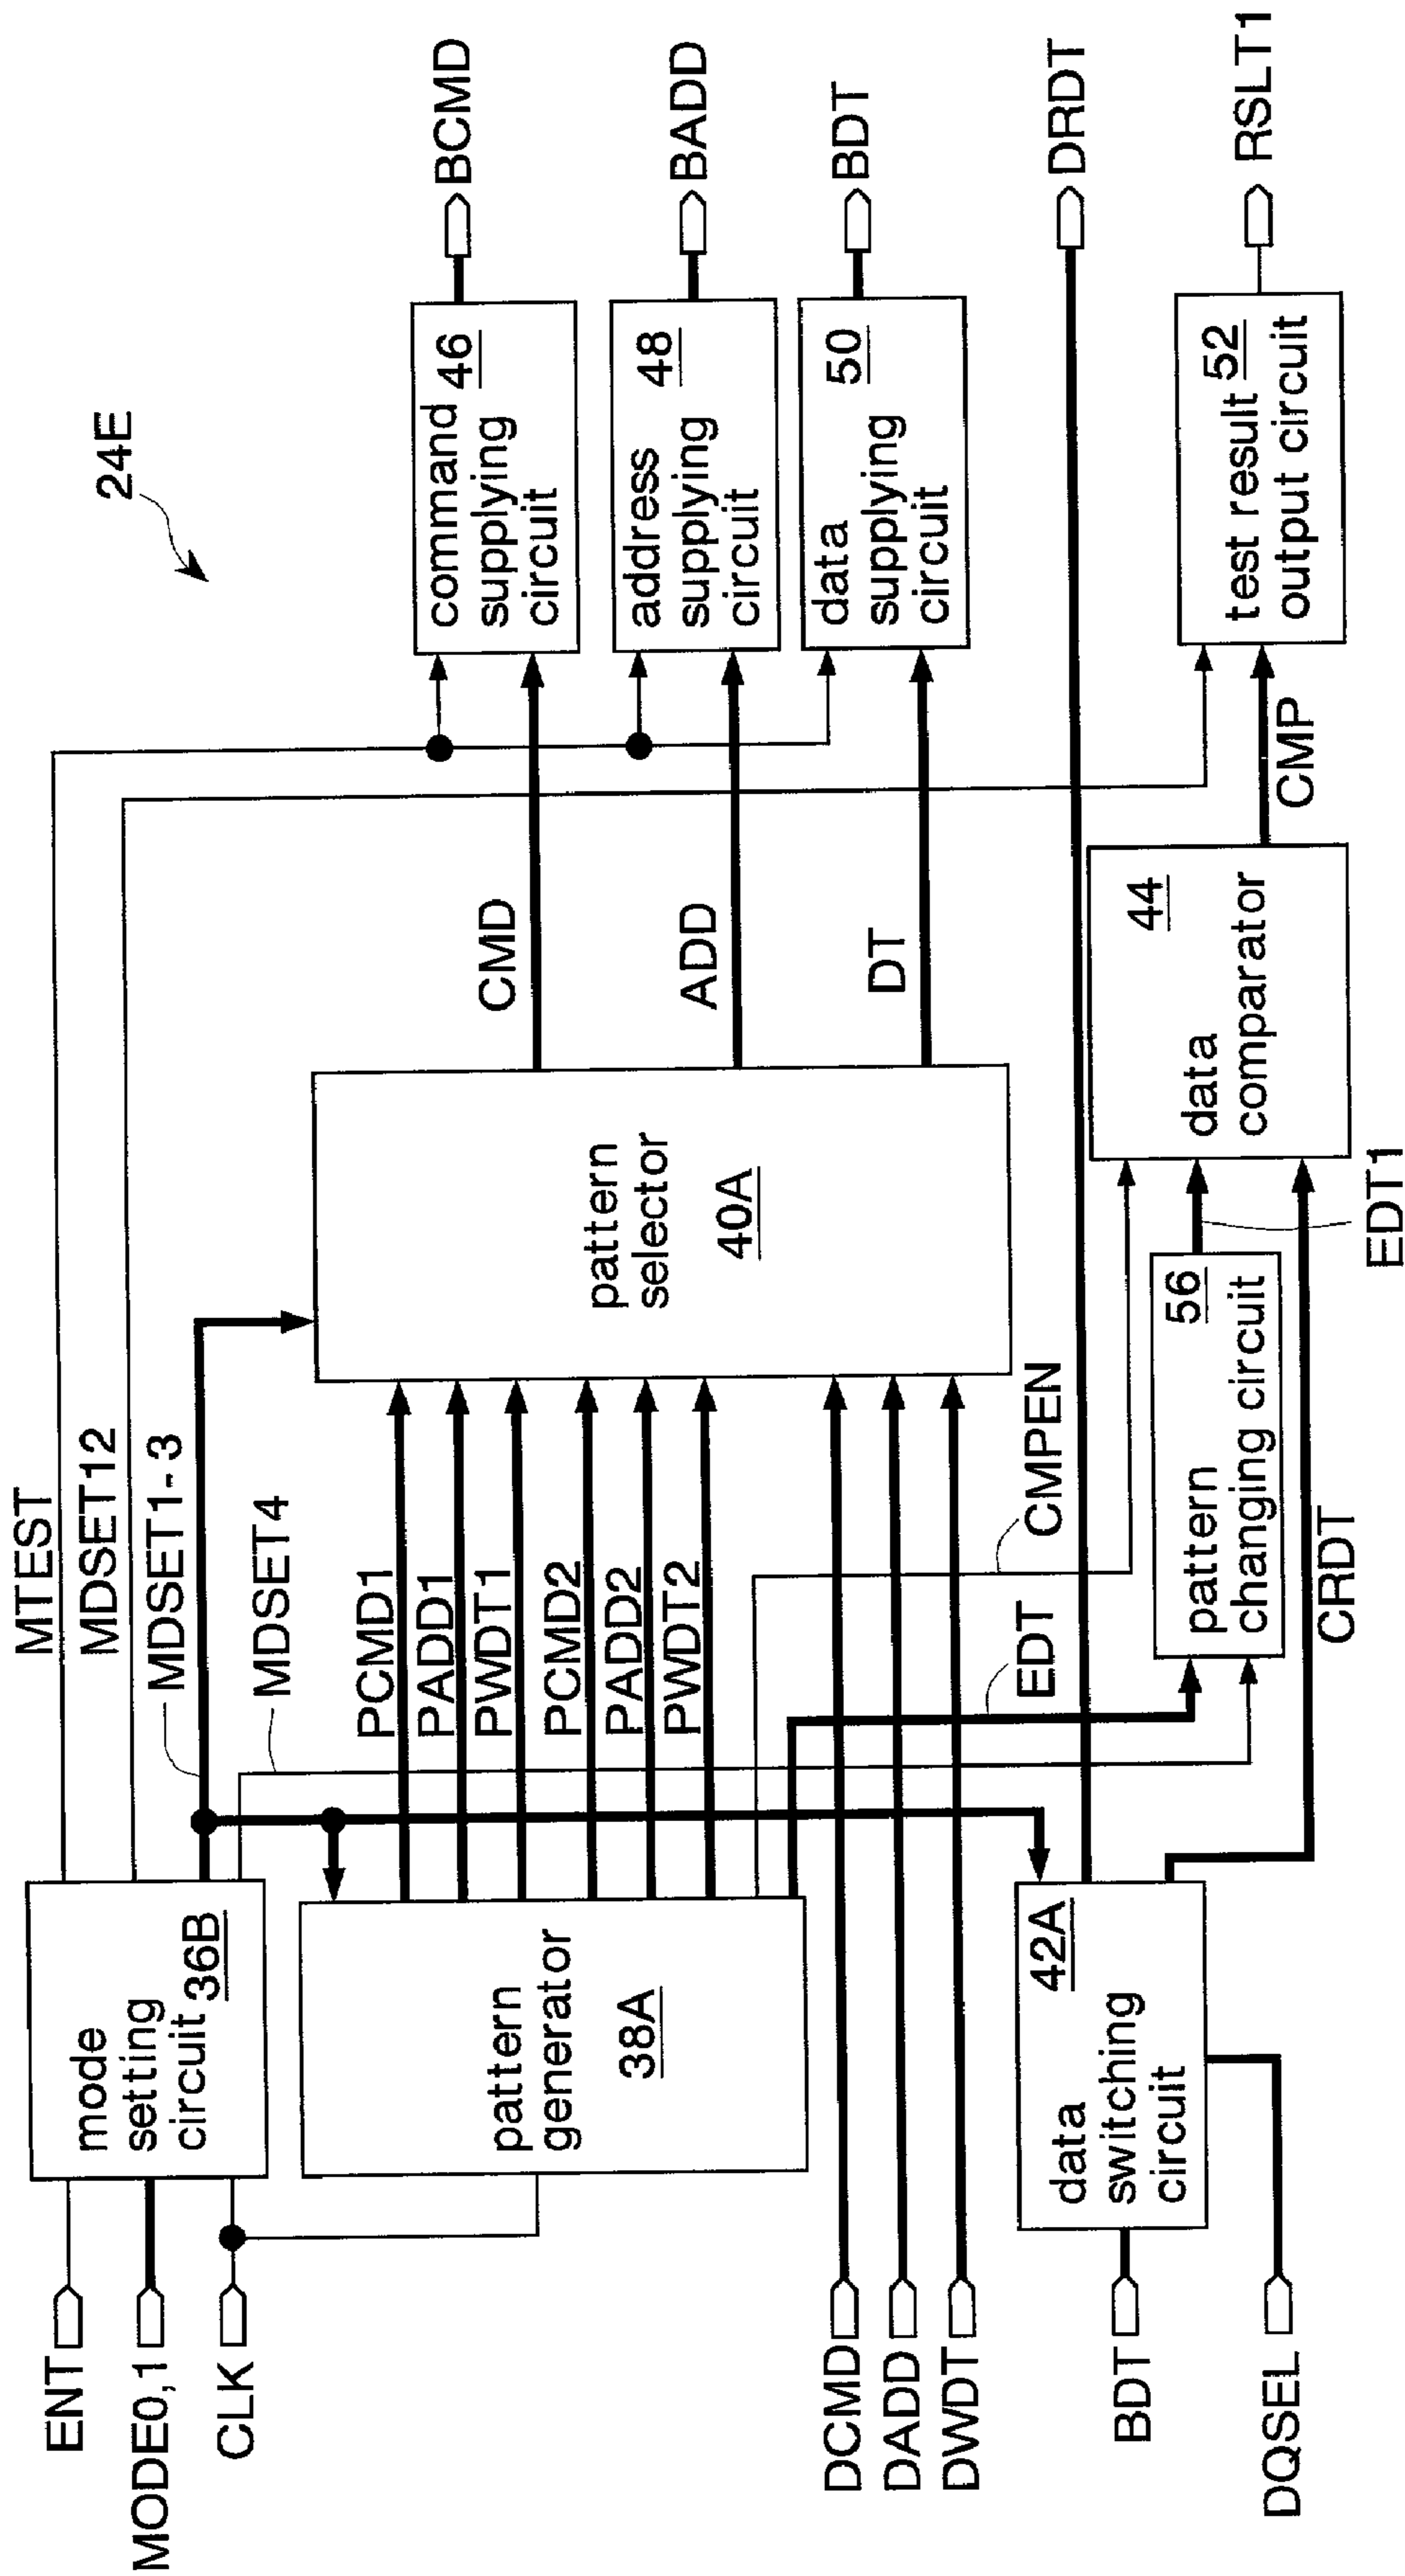 24E
ENT
MODE0,1
CLK
mode
setting
circuit 36B
MTEST
MDSET12
MDSET1-3
MDSET4
pattern
generator
38A
PCMD1
PADD1
PWDT1
PCMD2
PADD2
PWDT2
pattern
selector
40A
CMD
ADD
DT
command 46
supplying
circuit
BCMD
address 48
supplying
circuit
BADD
data 50
supplying
circuit
BDT
DCMD
DADD
DWDT
CMPEN
EDT
DRDT
BDT
DQSEL
data 42A
switching
circuit
pattern 56
changing circuit
CRDT
EDT1
data 44
comparator
CMP
test result 52
output circuit
RSLT1